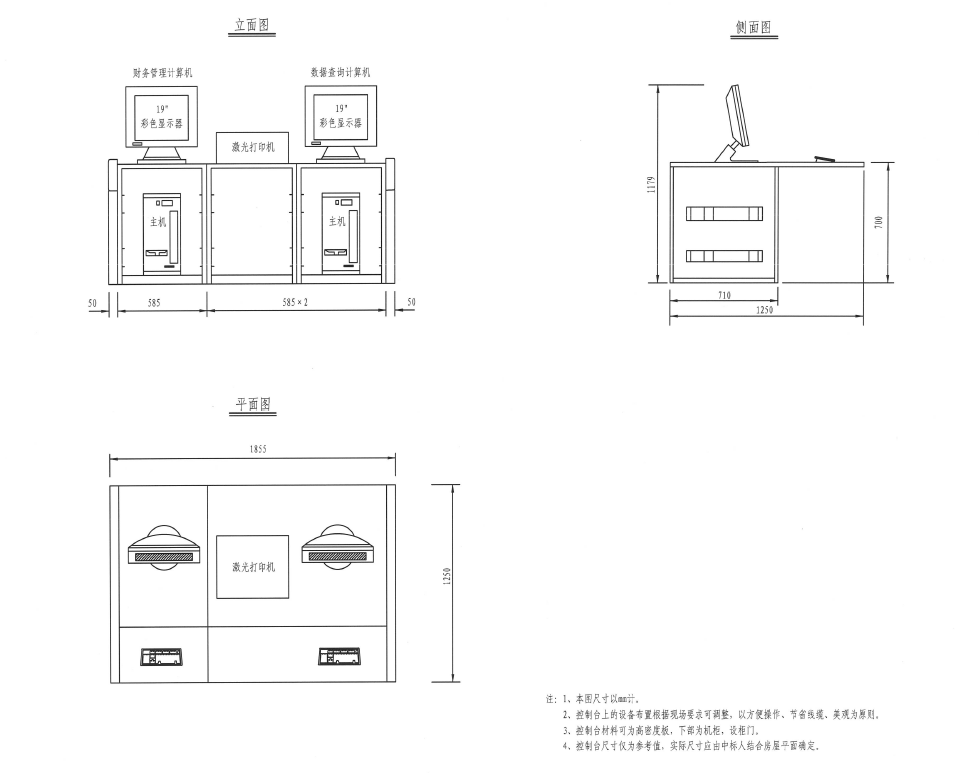 立面图
侧面图
财务管理计算机
数据查询计算机
19"
彩色显示器
19"
彩色显示器
激光打印机
主机
主机
1179
700
50
585
585×2
50
710
1250
平面图
1855
激光打印机
1250
注：1、本图尺寸以mm计。
2、控制台上的设备布置根据现场要求可调整，以方便操作、节省线缆、美观为原则。
3、控制台材料可为高密度板，下部为机柜，设柜门。
4、控制台尺寸仅为参考值，实际尺寸应由中标人结合房屋平面确定。